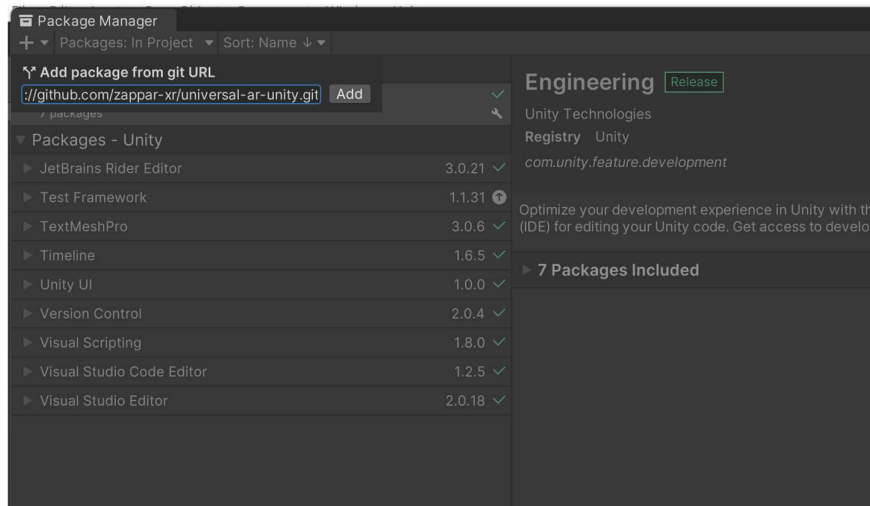 Package Manager
Packages: In Project Sort: Name
Add package from git URL
://github.com/zappar-xr/universal-ar-unity.git Add
7 packages
Packages - Unity
JetBrains Rider Editor 3.0.21
Test Framework 1.1.31
TextMeshPro 3.0.6
Timeline 1.6.5
Unity UI 1.0.0
Version Control 2.0.4
Visual Scripting 1.8.0
Visual Studio Code Editor 1.2.5
Visual Studio Editor 2.0.18
Engineering Release
Unity Technologies
Registry Unity
com.unity.feature.development
Optimize your development experience in Unity with th
(IDE) for editing your Unity code. Get access to develo
7 Packages Included